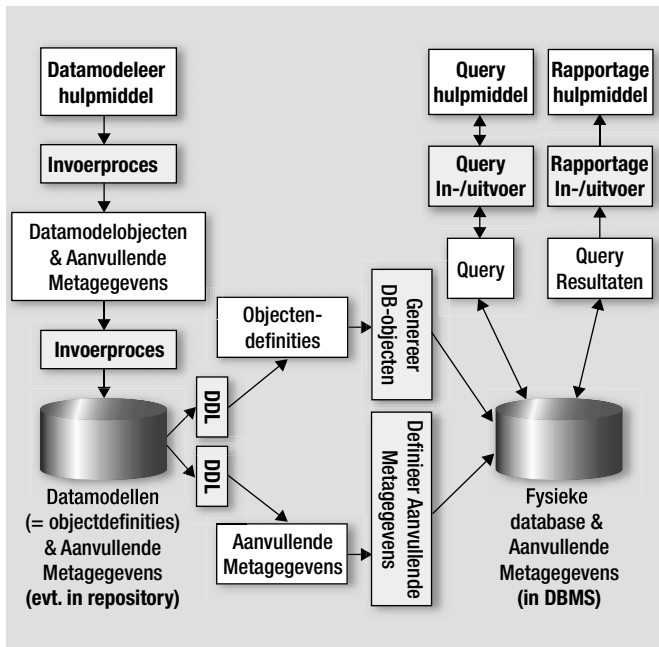 Datamodeleer
hulpmiddel
Invoerproces
Datamodelobjecten
& Aanvullende
Metagegevens
Invoerproces
Datamodellen
(= objectdefinities)
& Aanvullende
Metagegevens
(evt. in repository)
DDL
DDL
Objecten-
definities
Aanvullende
Metagegevens
Genereer
DB-objecten
Definieer Aanvullende
Metagegevens
Query
hulpmiddel
Query
In-/uitvoer
Query
Rapportage
hulpmiddel
Rapportage
In-/uitvoer
Query
Resultaten
Fysieke
database &
Aanvullende
Metagegevens
(in DBMS)